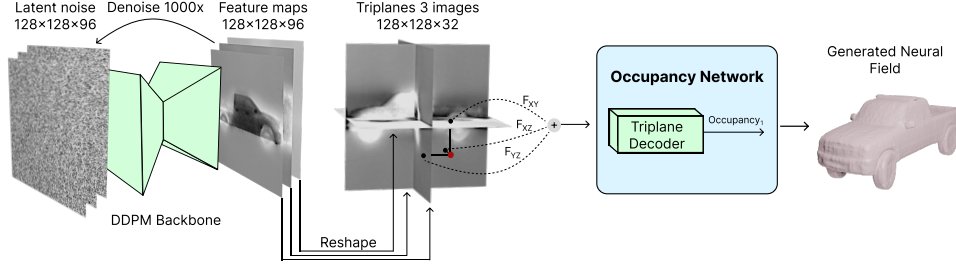 Latent noise
128×128×96
Denoise 1000x
Feature maps
128×128×96
DDPM Backbone
Reshape
Triplanes 3 images
128×128×32
F_XY
F_XZ
F_YZ
+
Occupancy Network
Triplane
Decoder
Occupancy₁
Generated Neural
Field